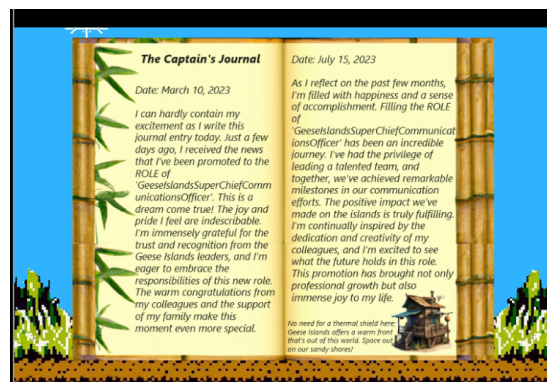 The Captain's Journal
Date: March 10, 2023
I can hardly contain my
excitement as I write this
journal entry today. Just a few
days ago, I received the news
that I've been promoted to the
ROLE of
'GeeseIslandsSuperChiefComm
unicationsOfficer'. This is a
dream come true! The joy and
pride I feel are indescribable.
I'm immensely grateful for the
trust and recognition from the
Geese Islands leaders, and I'm
eager to embrace the
responsibilities of this new role.
The warm congratulations from
my colleagues and the support
of my family make this
moment even more special.
Date: July 15, 2023
As I reflect on the past few months,
I'm filled with happiness and a sense
of accomplishment. Filling the ROLE
of
'GeeseIslandsSuperChiefCommunicat
ionsOfficer' has been an incredible
journey. I've had the privilege of
leading a talented team, and
together, we've achieved remarkable
milestones in our communication
efforts. The positive impact we've
made on the islands is truly fulfilling.
I'm continually inspired by the
dedication and creativity of my
colleagues, and I'm excited to see
what the future holds in this role.
This promotion has brought not only
professional growth but also
immense joy to my life.
No need for a thermal shield here;
Geese Islands offers a warm front
that's out of this world. Space out
on our sandy shores!